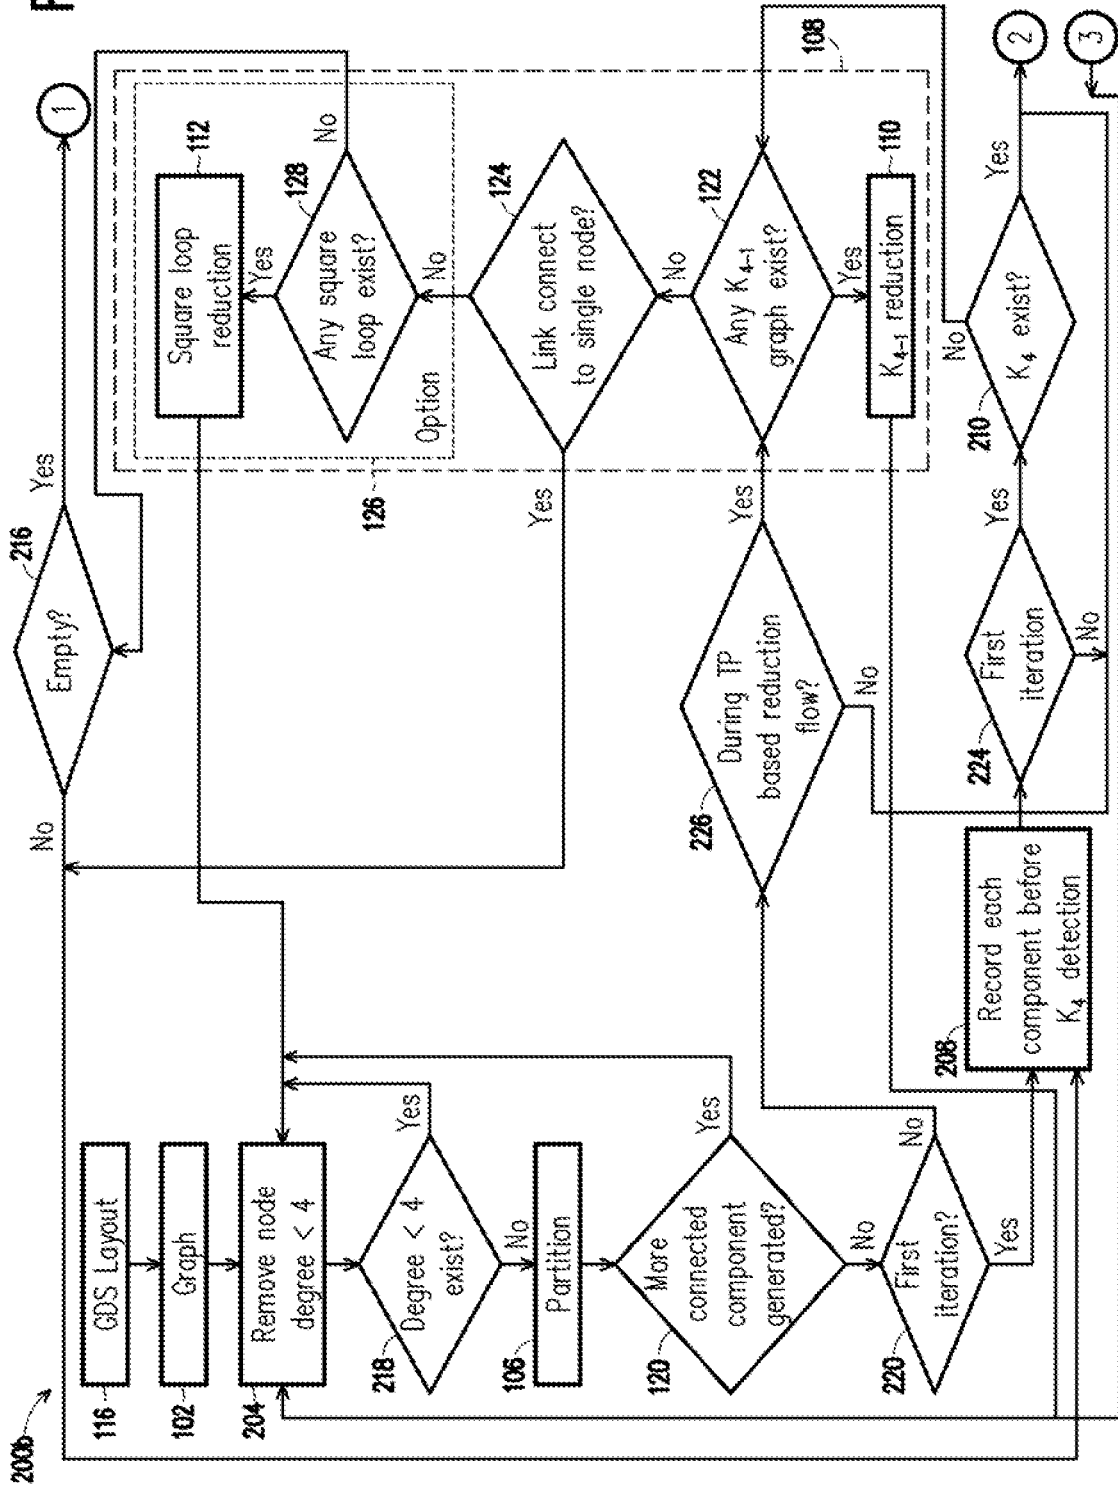 200b
116
GDS Layout
102
Graph
204
Remove node
degree < 4
218
Degree < 4
exist?
Yes
No
106
Partition
120
More
connected
component
generated?
Yes
No
220
First
iteration?
No
Yes
216
Empty?
No
Yes
1
112
Square loop
reduction
Yes
128
Any square
loop exist?
No
Option
126
No
124
Link connect
to single node?
Yes
No
122
Any K4-1
graph exist?
Yes
110
K4-1 reduction
108
226
During TP
based reduction
flow?
Yes
No
208
Record each
component before
K4 detection
224
First
iteration
Yes
No
210
K4 exist?
No
Yes
2
3